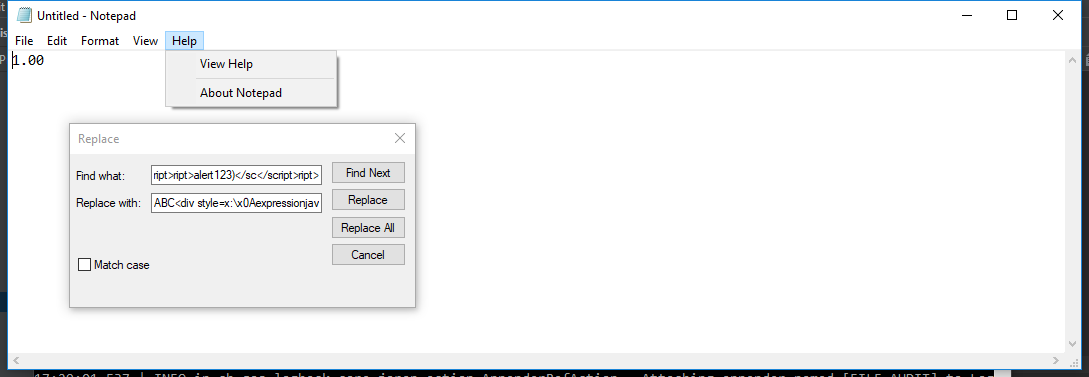 Untitled - Notepad
File Edit Format View Help
1.00
View Help
About Notepad
Replace
Find what: ript>ript>alert123)</sc</script>ript> Find Next
Replace with: ABC<div style=x:\x0Aexpressionjav Replace
Replace All
Cancel
Match case